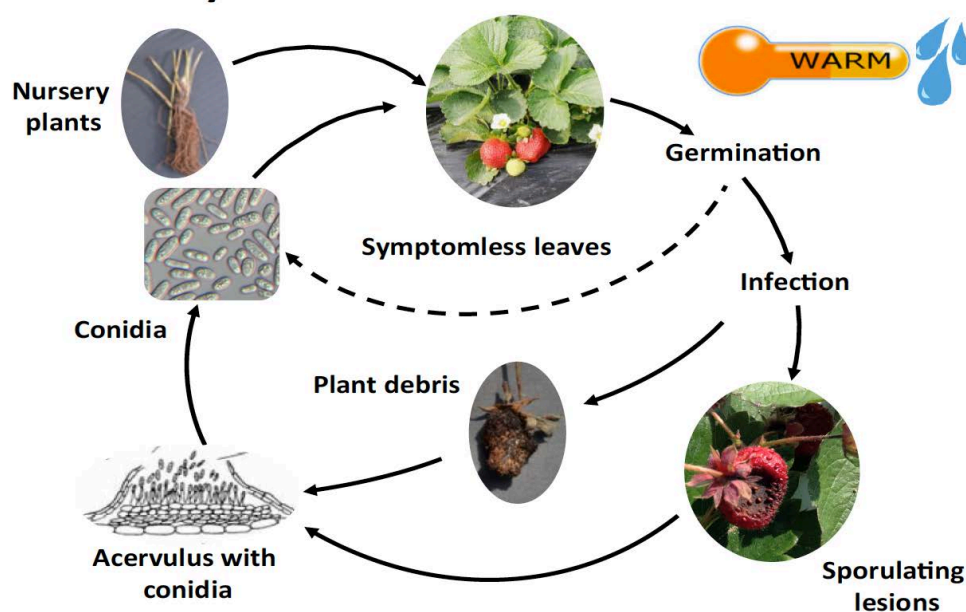 WARM
Nursery
plants
Germination
Symptomless leaves
Infection
Conidia
Plant debris
Acervulus with
conidia
Sporulating
lesions